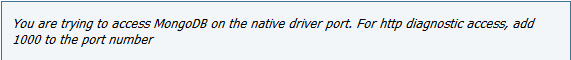 You are trying to access MongoDB on the native driver port. For http diagnostic access, add
1000 to the port number